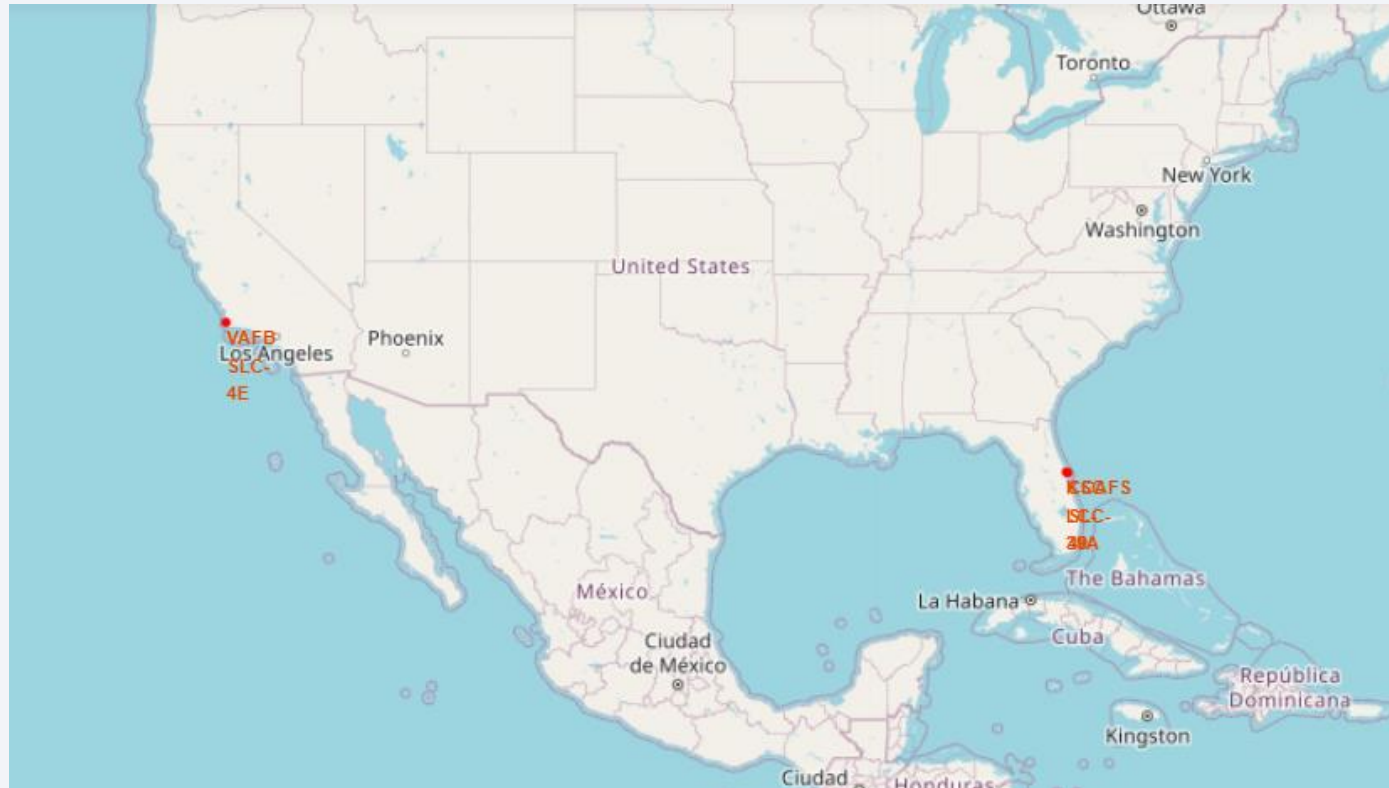 Ottawa
Toronto
New York
Washington
United States
VAFB
Los Angeles
SLC-
4E
Phoenix
The Bahamas
La Habana
México
Cuba
Ciudad
de México
República
Dominicana
Kingston
Ciudad
Honduras